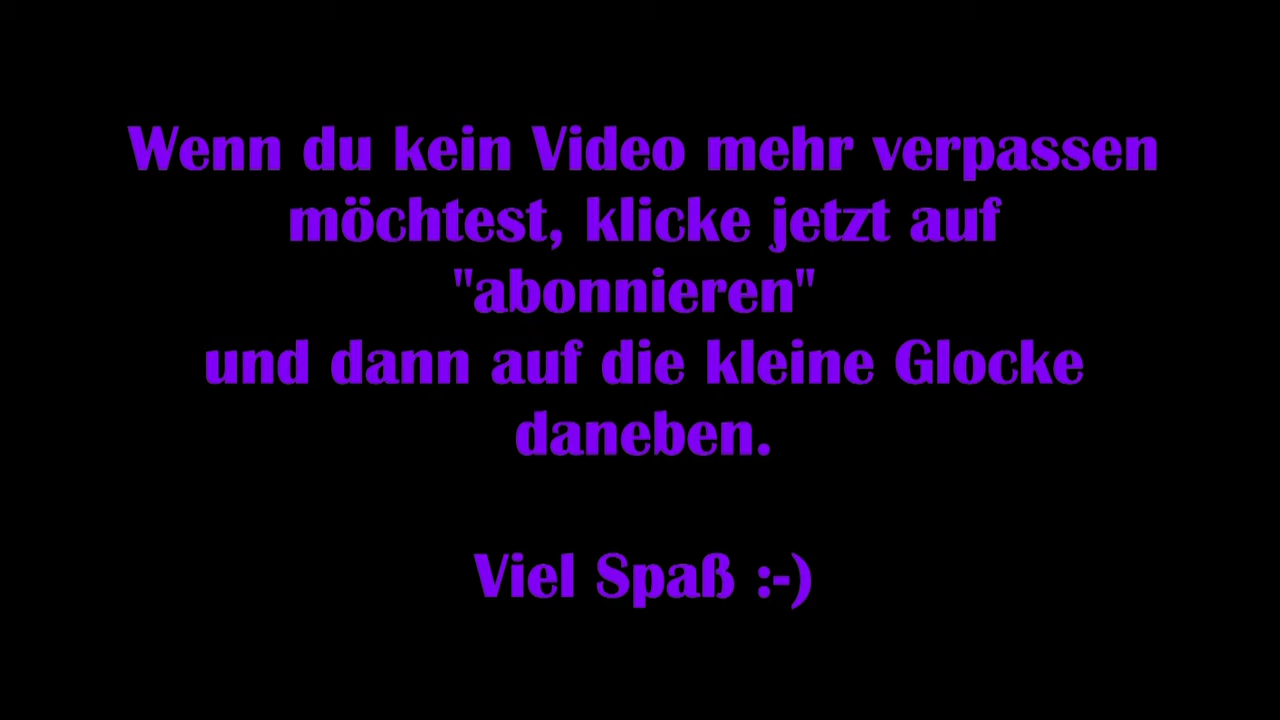 Wenn du kein Video mehr verpassen
möchtest, klicke jetzt auf
"abonnieren"
und dann auf die kleine Glocke
daneben.
Viel Spaß :-)